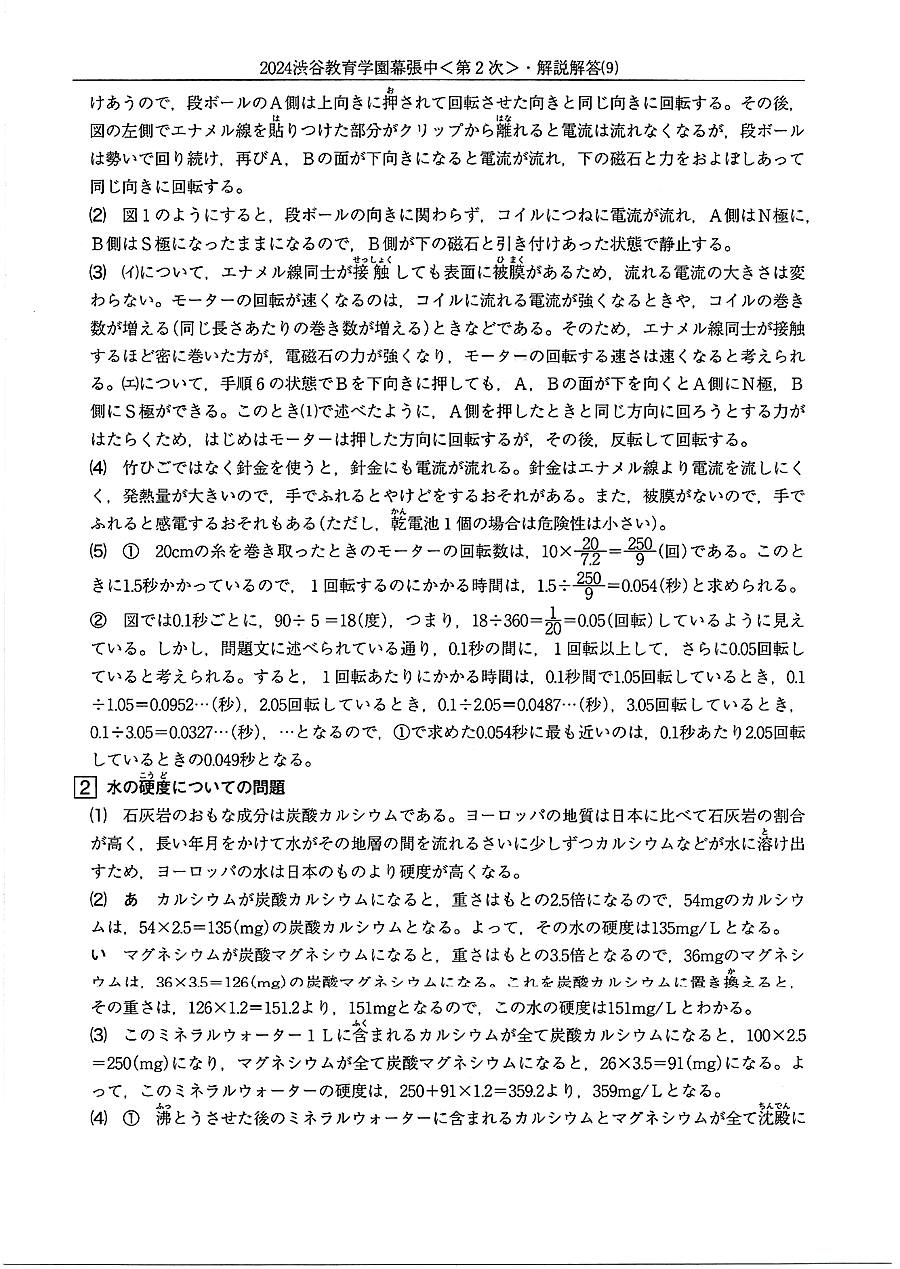 2024渋谷教育学園幕張中<第2次>・解説解答(9)
けあうので，段ボールのA側は上向きに押されて回転させた向きと同じ向きに回転する。その後，
図の左側でエナメル線を貼りつけた部分がクリップから離れると電流は流れなくなるが，段ボール
は勢いで回り続け，再びA，Bの面が下向きになると電流が流れ，下の磁石と力をおよぼしあって
同じ向きに回転する。
(2) 図1のようにすると，段ボールの向きに関わらず，コイルにつねに電流が流れ，A側はN極に，
B側はS極になったままになるので，B側が下の磁石と引き付けあった状態で静止する。
(3) (イ)について，エナメル線同士が接触しても表面に被膜があるため，流れる電流の大きさは変
わらない。モーターの回転が速くなるのは，コイルに流れる電流が強くなるときや，コイルの巻き
数が増える(同じ長さあたりの巻き数が増える)ときなどである。そのため，エナメル線同士が接触
するほど密に巻いた方が，電磁石の力が強くなり，モーターの回転する速さは速くなると考えられ
る。(エ)について，手順6の状態でBを下向きに押しても，A，Bの面が下を向くとA側にN極，B
側にS極ができる。このとき(1)で述べたように，A側を押したときと同じ方向に回ろうとする力が
はたらくため，はじめはモーターは押した方向に回転するが，その後，反転して回転する。
(4) 竹ひごではなく針金を使うと，針金にも電流が流れる。針金はエナメル線より電流を流しにく
く，発熱量が大きいので，手でふれるとやけどをするおそれがある。また，被膜がないので，手で
ふれると感電するおそれもある(ただし，乾電池1個の場合は危険性は小さい)。
(5) ① 20cmの糸を巻き取ったときのモーターの回転数は，10×20/7.2=250/9(回)である。このと
きに1.5秒かかっているので，1回転するのにかかる時間は，1.5÷250/9=0.054(秒)と求められる。
② 図では0.1秒ごとに，90÷5=18(度)，つまり，18÷360=1/20=0.05(回転)しているように見え
ている。しかし，問題文に述べられている通り，0.1秒の間に，1回転以上して，さらに0.05回転し
ていると考えられる。すると，1回転あたりにかかる時間は，0.1秒間で1.05回転しているとき，0.1
÷1.05=0.0952…(秒)，2.05回転しているとき，0.1÷2.05=0.0487…(秒)，3.05回転しているとき，
0.1÷3.05=0.0327…(秒)，…となるので，①で求めた0.054秒に最も近いのは，0.1秒あたり2.05回転
しているときの0.049秒となる。
2 水の硬度についての問題
(1) 石灰岩のおもな成分は炭酸カルシウムである。ヨーロッパの地質は日本に比べて石灰岩の割合
が高く，長い年月をかけて水がその地層の間を流れるさいに少しずつカルシウムなどが水に溶け出
すため，ヨーロッパの水は日本のものより硬度が高くなる。
(2) あ カルシウムが炭酸カルシウムになると，重さはもとの2.5倍になるので，54mgのカルシウ
ムは，54×2.5=135(mg)の炭酸カルシウムとなる。よって，その水の硬度は135mg/Lとなる。
い マグネシウムが炭酸マグネシウムになると，重さはもとの3.5倍となるので，36mgのマグネシ
ウムは，36×3.5=126(mg)の炭酸マグネシウムになる。これを炭酸カルシウムに置き換えると，
その重さは，126×1.2=151.2より，151mgとなるので，この水の硬度は151mg/Lとわかる。
(3) このミネラルウォーター1Lに含まれるカルシウムが全て炭酸カルシウムになると，100×2.5
=250(mg)になり，マグネシウムが全て炭酸マグネシウムになると，26×3.5=91(mg)になる。よ
って，このミネラルウォーターの硬度は，250+91×1.2=359.2より，359mg/Lとなる。
(4) ① 沸とうさせた後のミネラルウォーターに含まれるカルシウムとマグネシウムが全て沈殿に